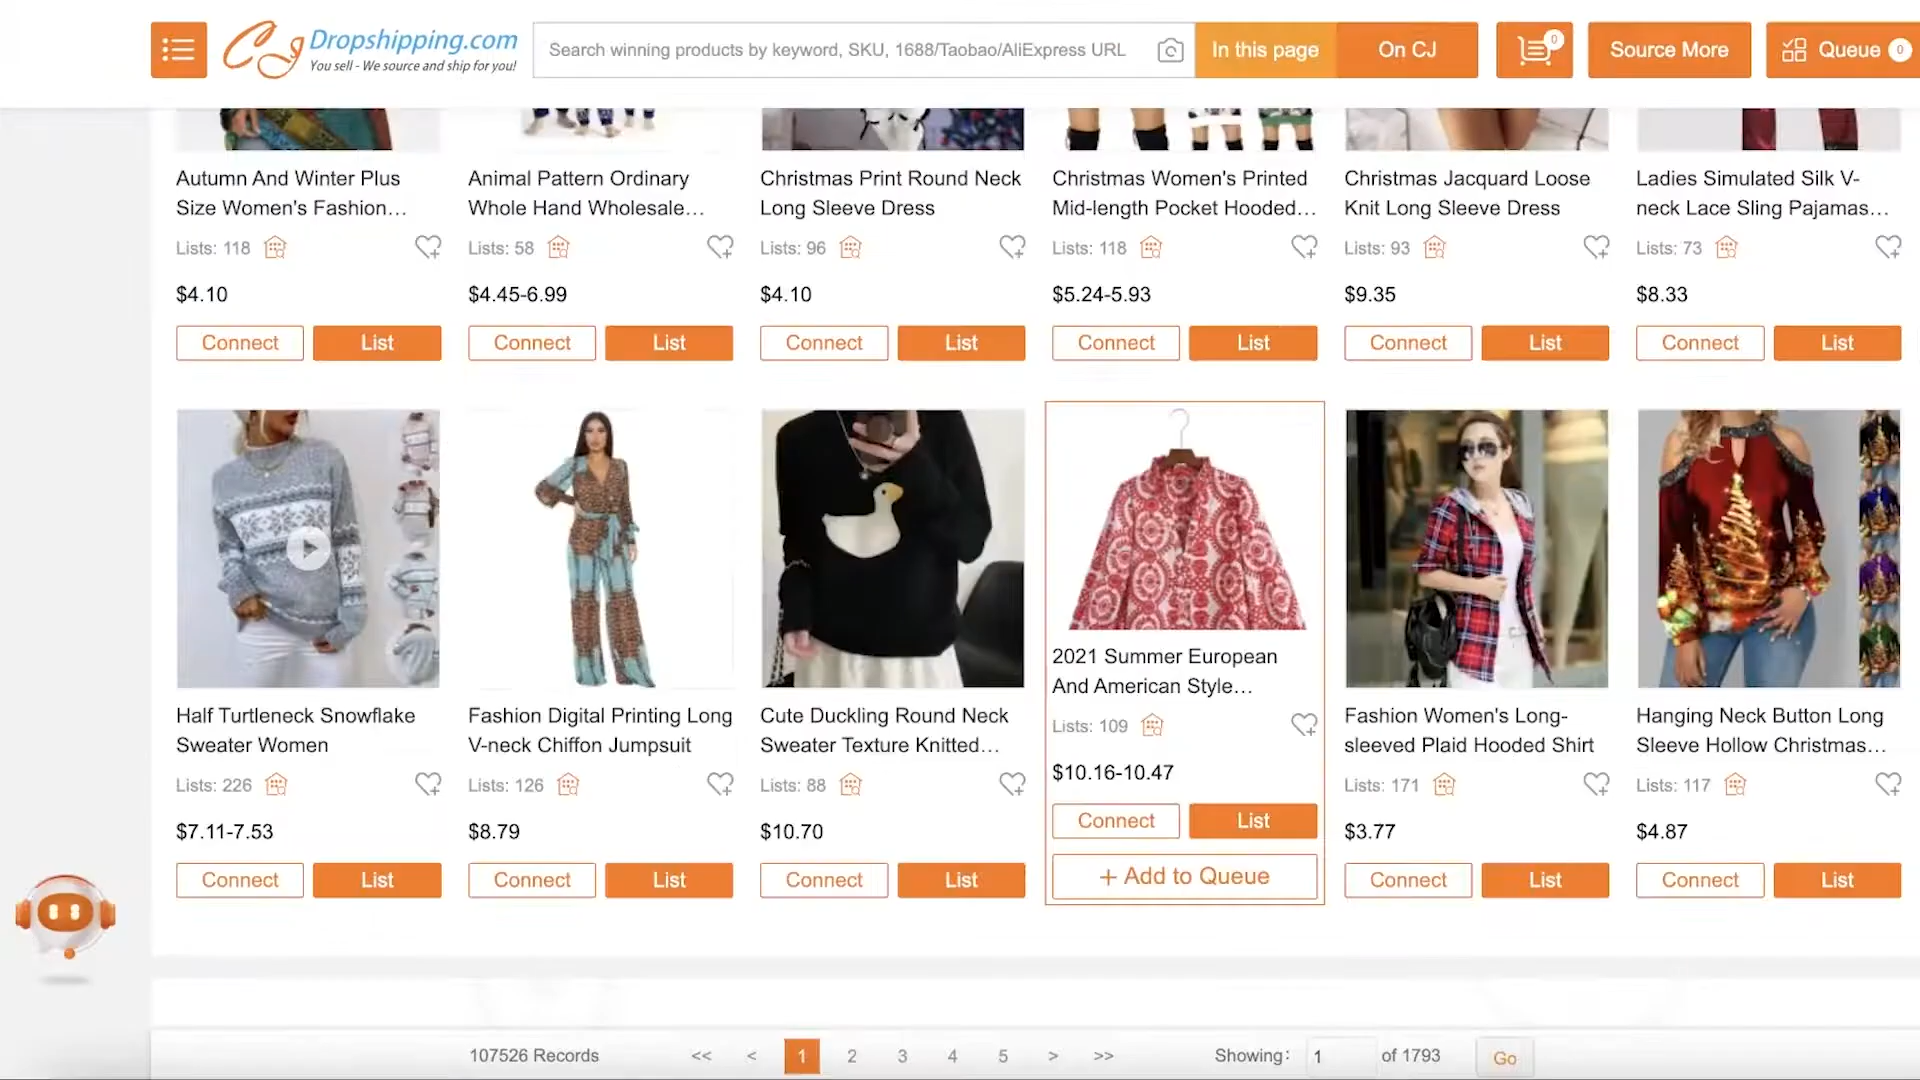 CJ Dropshipping.com
You sell - We source and ship for you!
Search winning products by keyword, SKU, 1688/Taobao/AliExpress URL
In this page
On CJ
0
Source More
Queue 0
Autumn And Winter Plus
Size Women's Fashion...
Lists: 118
$4.10
Connect
List
Animal Pattern Ordinary
Whole Hand Wholesale...
Lists: 58
$4.45-6.99
Connect
List
Christmas Print Round Neck
Long Sleeve Dress
Lists: 96
$4.10
Connect
List
Christmas Women's Printed
Mid-length Pocket Hooded...
Lists: 118
$5.24-5.93
Connect
List
Christmas Jacquard Loose
Knit Long Sleeve Dress
Lists: 93
$9.35
Connect
List
Ladies Simulated Silk V-
neck Lace Sling Pajamas...
Lists: 73
$8.33
Connect
List
Half Turtleneck Snowflake
Sweater Women
Lists: 226
$7.11-7.53
Connect
List
Fashion Digital Printing Long
V-neck Chiffon Jumpsuit
Lists: 126
$8.79
Connect
List
Cute Duckling Round Neck
Sweater Texture Knitted...
Lists: 88
$10.70
Connect
List
2021 Summer European
And American Style...
Lists: 109
$10.16-10.47
Connect
List
+ Add to Queue
Fashion Women's Long-
sleeved Plaid Hooded Shirt
Lists: 171
$3.77
Connect
List
Hanging Neck Button Long
Sleeve Hollow Christmas...
Lists: 117
$4.87
Connect
List
107526 Records
<< < 1 2 3 4 5 > >>
Showing: 1 of 1793 Go